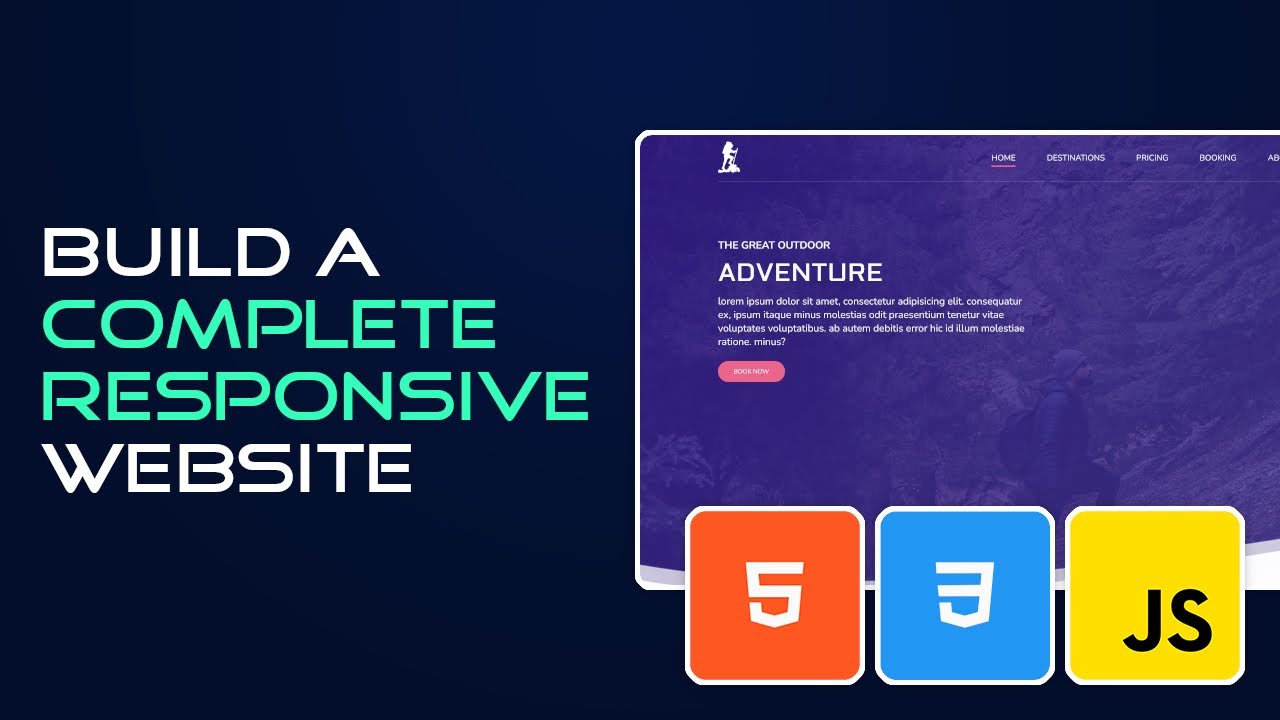 BUILD A
COMPLETE
RESPONSIVE
WEBSITE
HOME DESTINATIONS PRICING BOOKING
THE GREAT OUTDOOR
ADVENTURE
lorem ipsum dolor sit amet, consectetur adipisicing elit. consequatur
ex, ipsum itaque minus molestias odit praesentium tenetur vitae
voluptates voluptatibus. ab autem debitis error hic id illum molestiae
ratione. minus?
BOOK NOW
5
3
JS